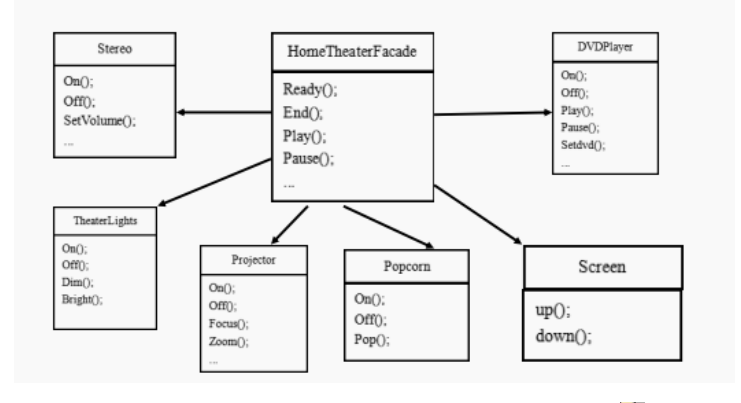 Stereo
On();
Off();
SetVolume();
...
HomeTheaterFacade
Ready();
End();
Play();
Pause();
...
DVDPlayer
On();
Off();
Play();
Pause();
Setdvd();
...
TheaterLights
On();
Off();
Dim();
Bright();
Projector
On();
Off();
Focus();
Zoom();
...
Popcorn
On();
Off();
Pop();
Screen
up();
down();